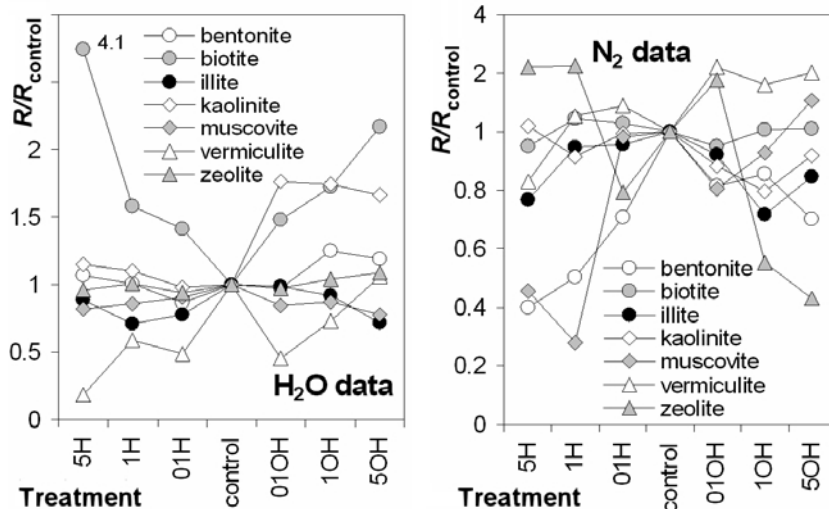 R/Rcontrol
2
1.5
1
0.5
0
4.1
bentonite
biotite
illite
kaolinite
muscovite
vermiculite
zeolite
H2O data
5H
1H
01H
control
01OH
1OH
5OH
Treatment
R/Rcontrol
4
2
1
0.8
0.6
0.4
0.2
0
N2 data
bentonite
biotite
illite
kaolinite
muscovite
vermiculite
zeolite
5H
1H
01H
control
01OH
1OH
5OH
Treatment